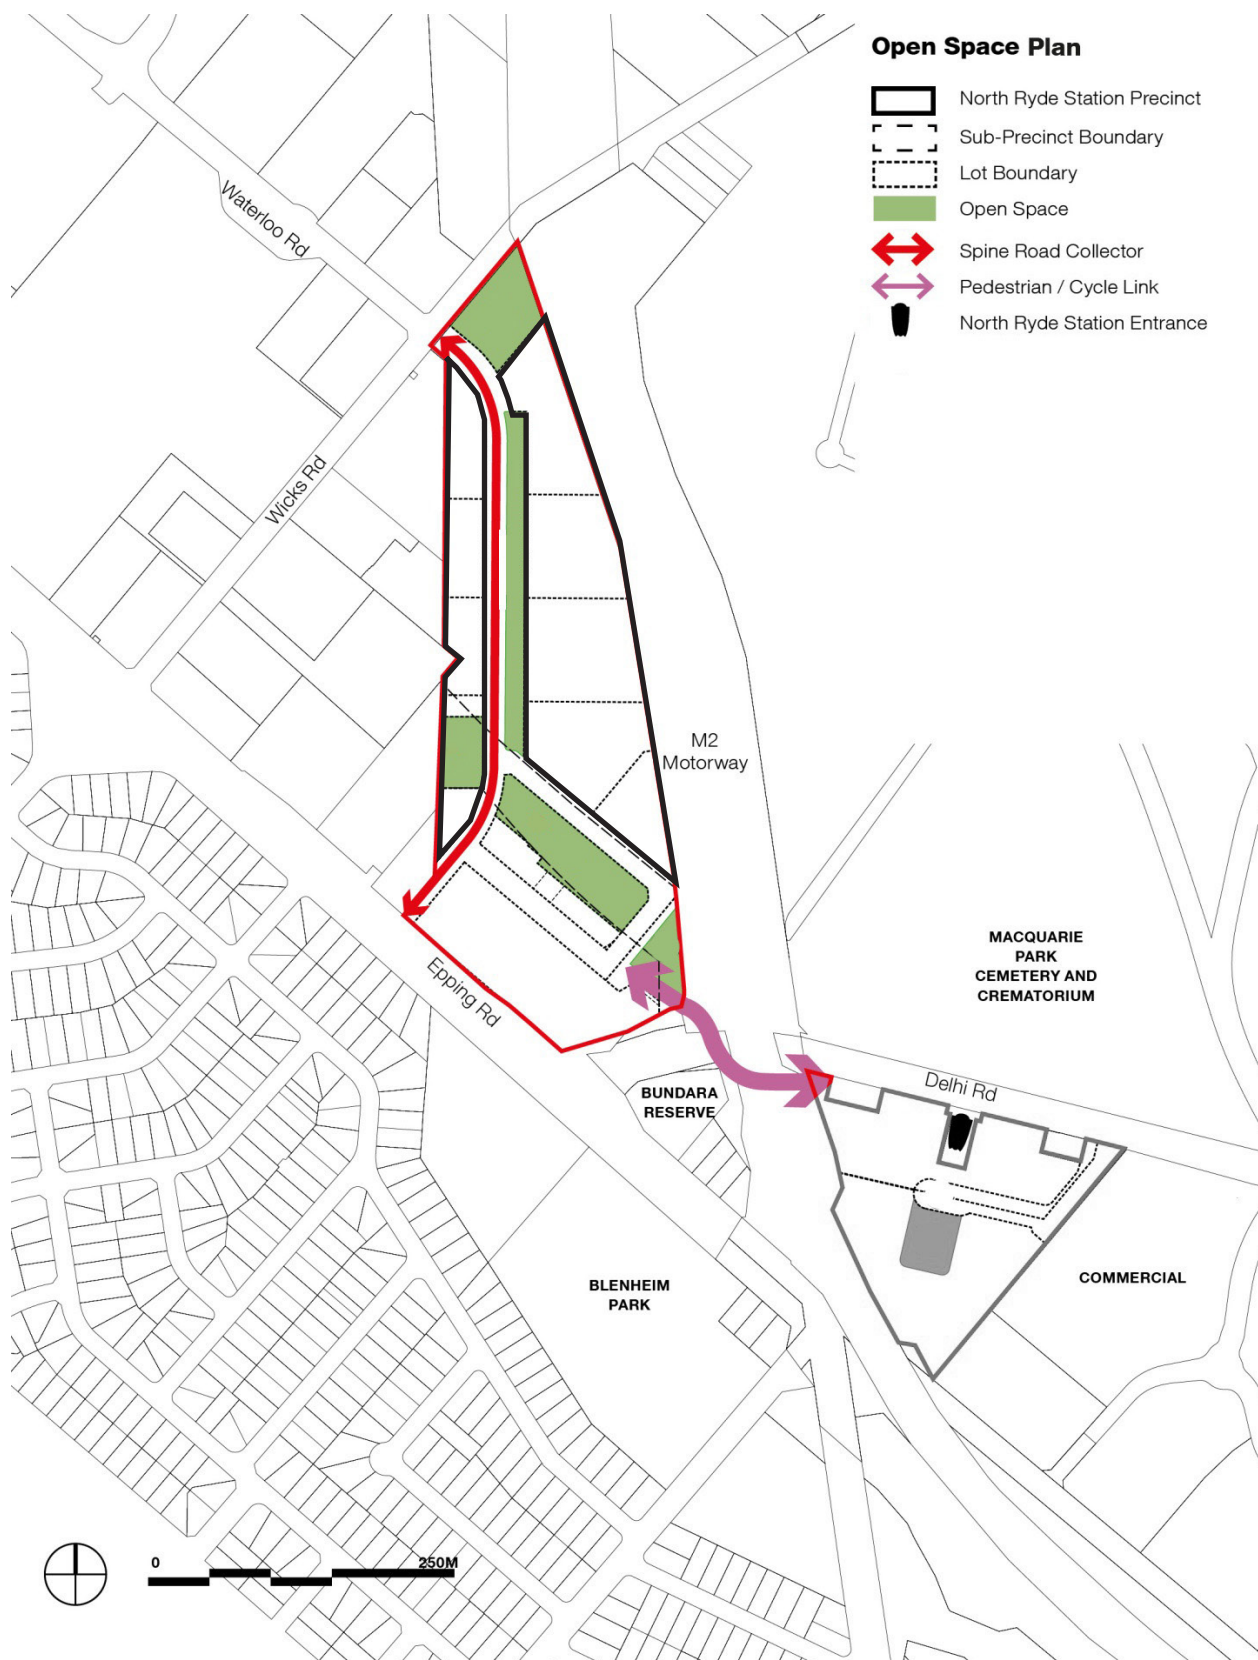 Open Space Plan
North Ryde Station Precinct
Sub-Precinct Boundary
Lot Boundary
Open Space
Spine Road Collector
Pedestrian / Cycle Link
North Ryde Station Entrance
Waterloo Rd
Wicks Rd
M2
Motorway
MACQUARIE
PARK
CEMETERY AND
CREMATORIUM
Epping Rd
Delhi Rd
BUNDARA
RESERVE
BLENHEIM
PARK
COMMERCIAL
0
250M